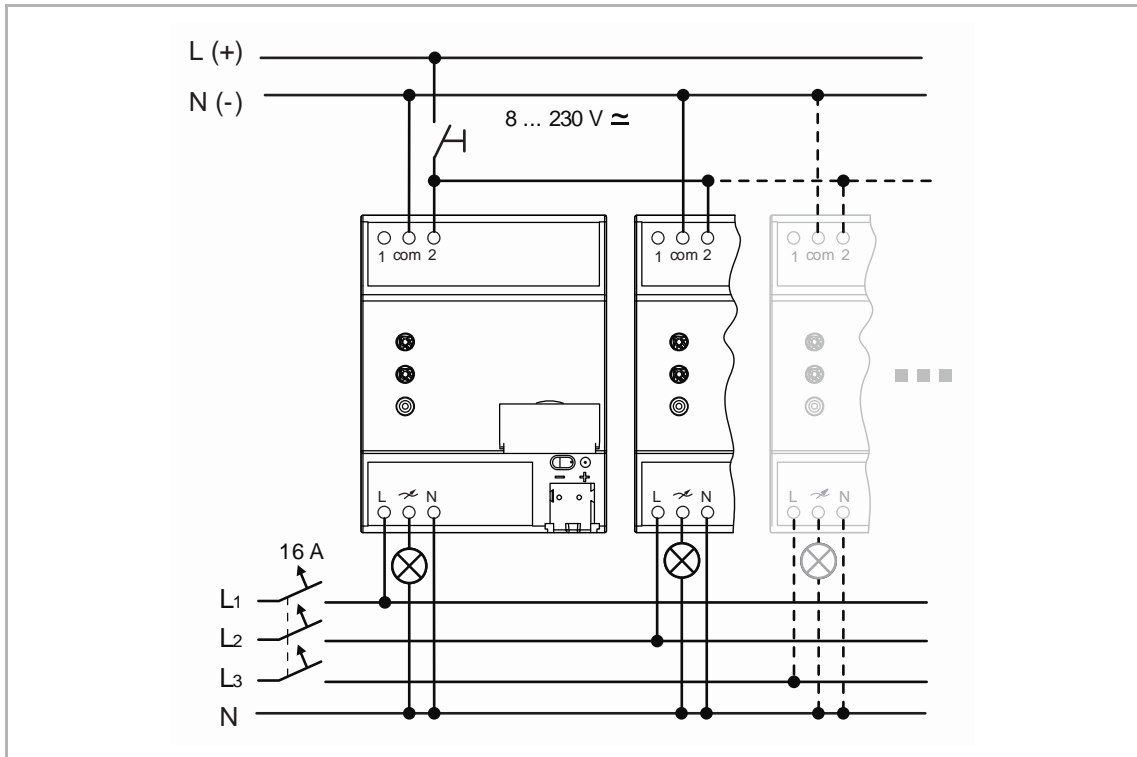 L (+)
N (-)
8 ... 230 V ≂
1 com 2
1 com 2
1 com 2
− +
L N
L N
L N
16 A
L1
L2
L3
N